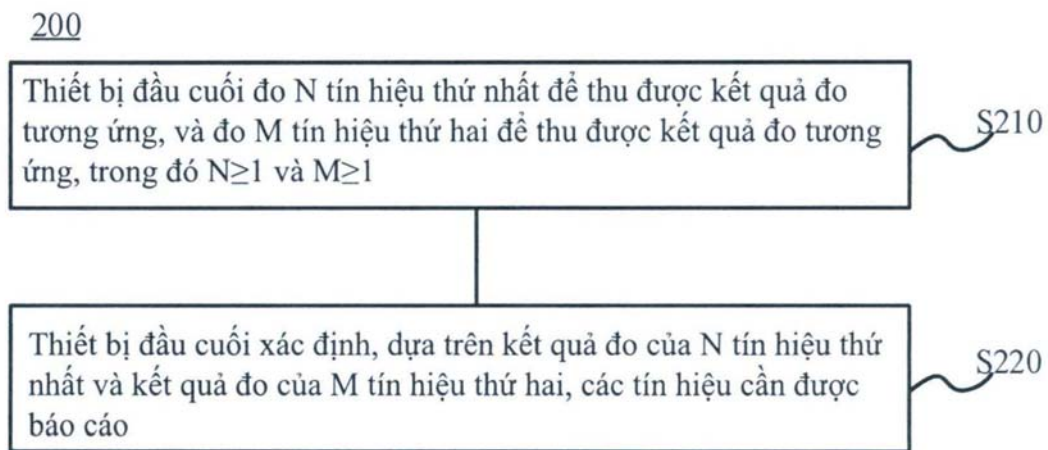 200
Thiết bị đầu cuối đo N tín hiệu thứ nhất để thu được kết quả đo
tương ứng, và đo M tín hiệu thứ hai để thu được kết quả đo tương
ứng, trong đó N≥1 và M≥1
S210
Thiết bị đầu cuối xác định, dựa trên kết quả đo của N tín hiệu thứ
nhất và kết quả đo của M tín hiệu thứ hai, các tín hiệu cần được
báo cáo
S220